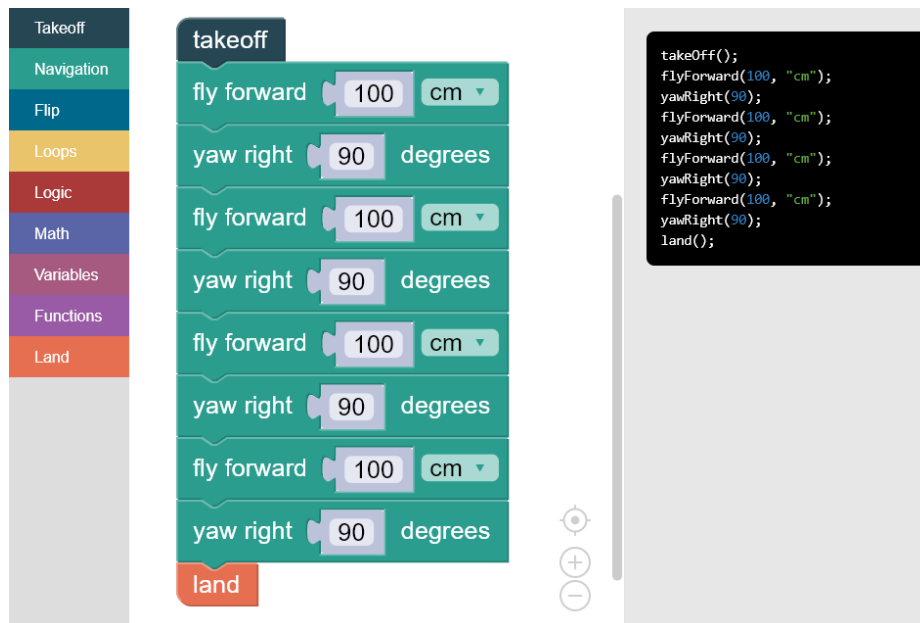 Takeoff
Navigation
Flip
Loops
Logic
Math
Variables
Functions
Land
takeoff
fly forward 100 cm
yaw right 90 degrees
fly forward 100 cm
yaw right 90 degrees
fly forward 100 cm
yaw right 90 degrees
fly forward 100 cm
yaw right 90 degrees
land
takeOff();
flyForward(100, "cm");
yawRight(90);
flyForward(100, "cm");
yawRight(90);
flyForward(100, "cm");
yawRight(90);
flyForward(100, "cm");
yawRight(90);
land();